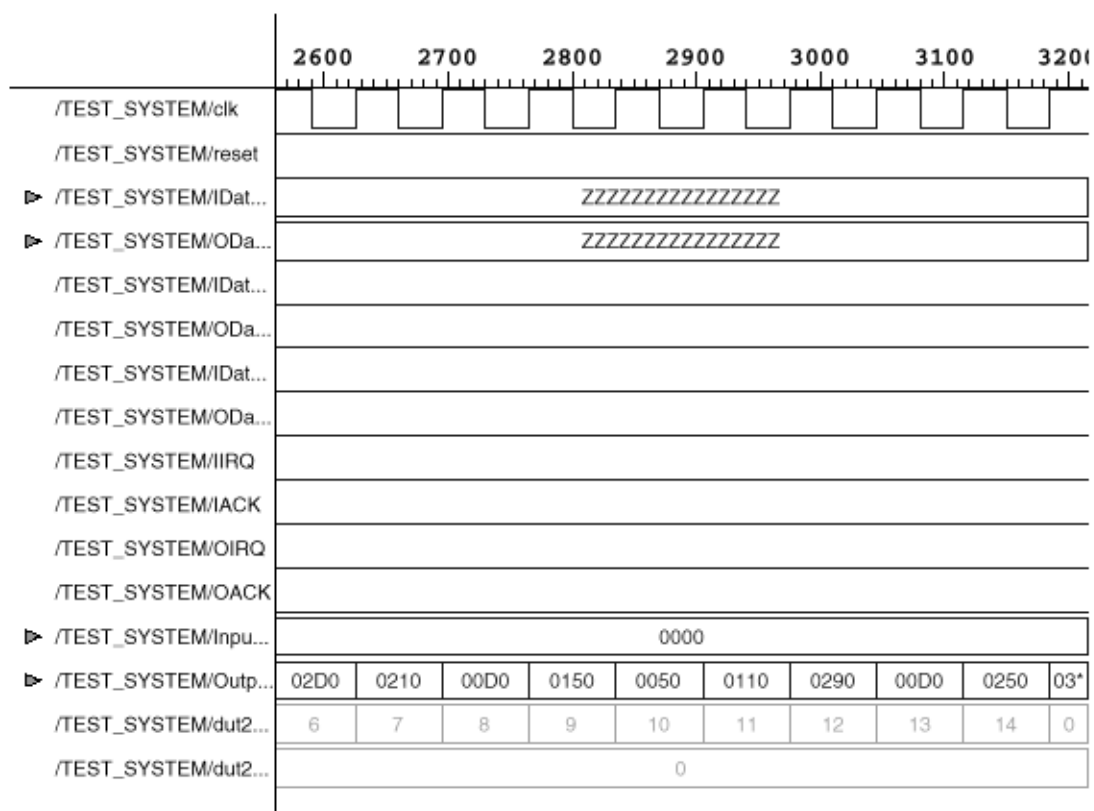 2600 2700 2800 2900 3000 3100 320
/TEST_SYSTEM/clk
/TEST_SYSTEM/reset
/TEST_SYSTEM/IDat... ZZZZZZZZZZZZZZZZ
/TEST_SYSTEM/ODa... ZZZZZZZZZZZZZZZZ
/TEST_SYSTEM/IDat...
/TEST_SYSTEM/ODa...
/TEST_SYSTEM/IDat...
/TEST_SYSTEM/ODa...
/TEST_SYSTEM/IIRQ
/TEST_SYSTEM/IACK
/TEST_SYSTEM/OIRQ
/TEST_SYSTEM/OACK
/TEST_SYSTEM/Inpu... 0000
/TEST_SYSTEM/Outp... 02D0 0210 00D0 0150 0050 0110 0290 00D0 0250 03*
/TEST_SYSTEM/dut2... 6 7 8 9 10 11 12 13 14 0
/TEST_SYSTEM/dut2... 0